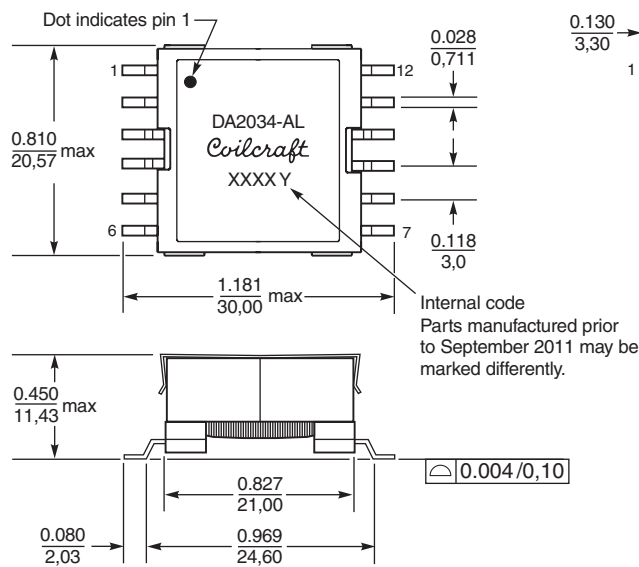 Dot indicates pin 1
0.130
3,30
1
0.028
0,711
1
12
DA2034-AL
Coilcraft
XXXX Y
0.810
20,57 max
6
7
0.118
3,0
1.181
30,00 max
Internal code
Parts manufactured prior
to September 2011 may be
marked differently.
0.450
11,43 max
0.004/0,10
0.827
21,00
0.080
2,03
0.969
24,60